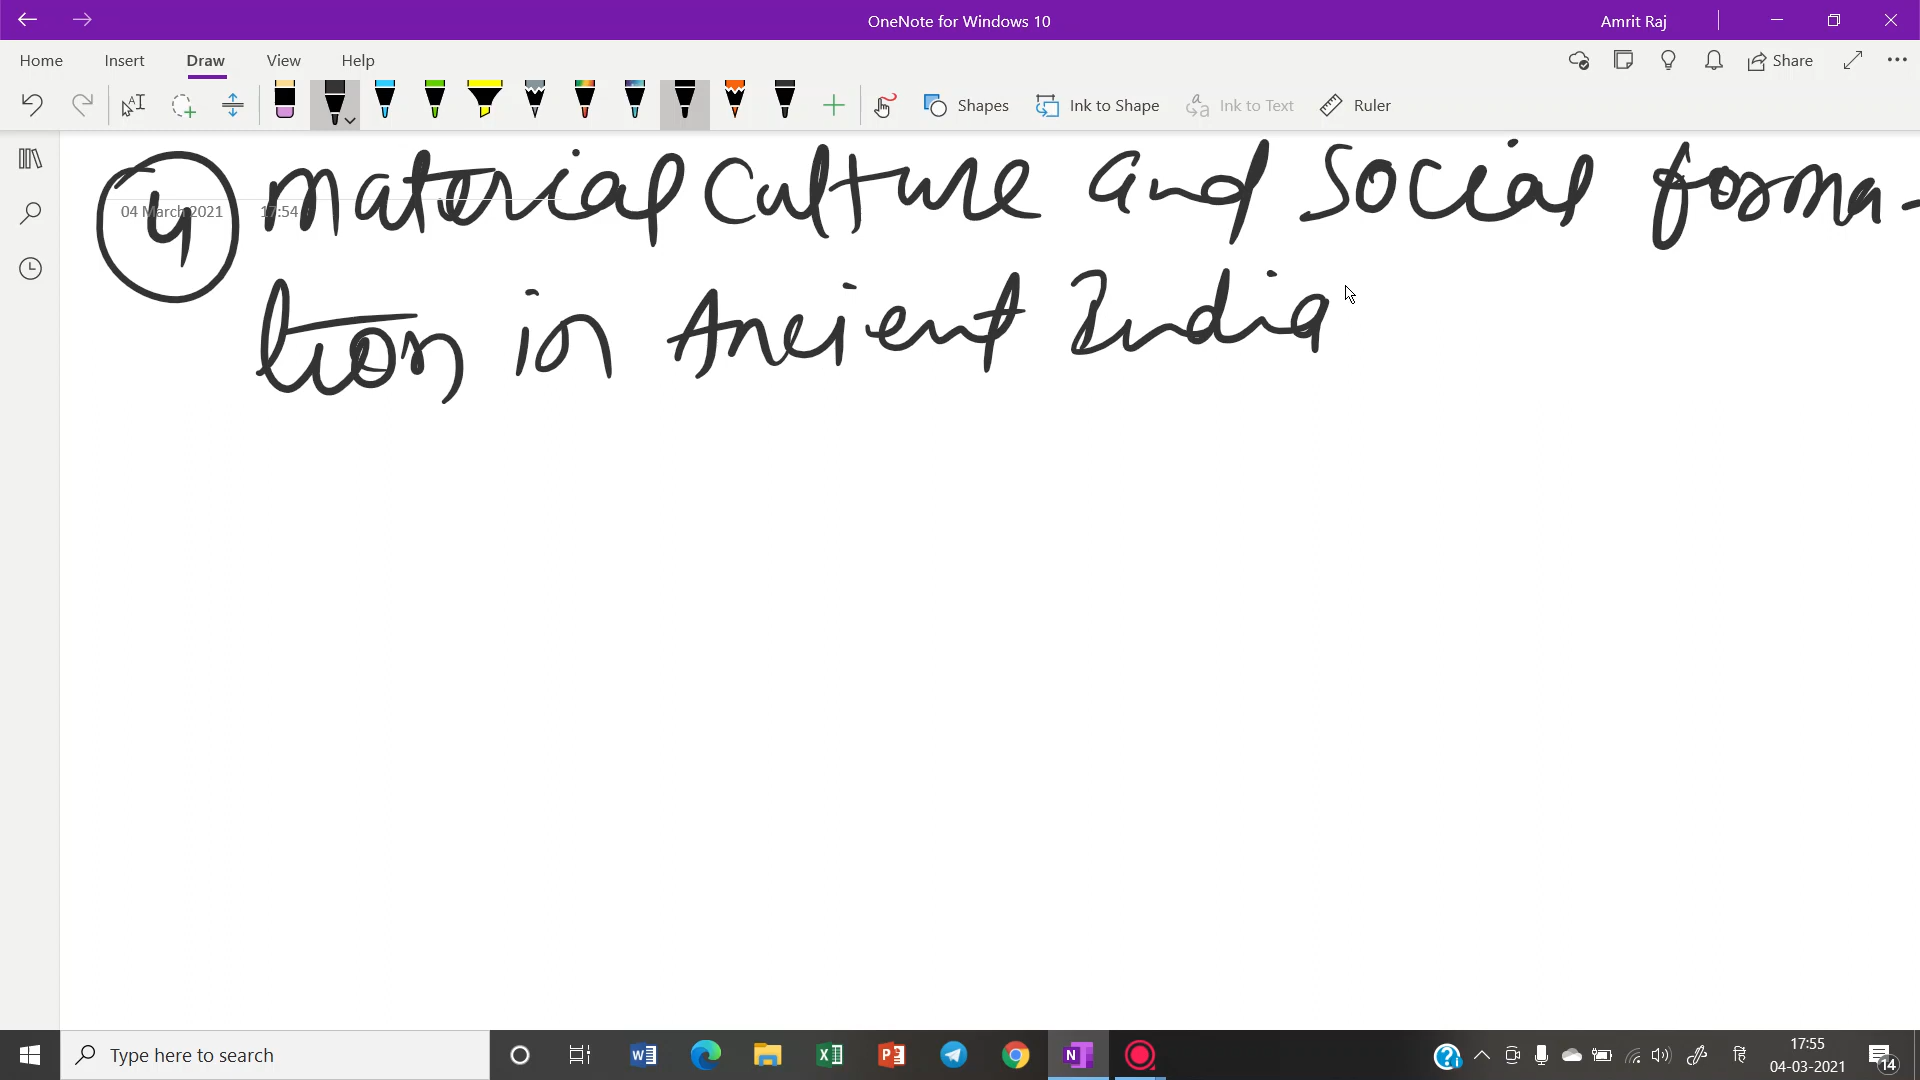 OneNote for Windows 10
Amrit Raj
Home Insert Draw View Help
Share
Shapes
Ink to Shape
Ink to Text
Ruler
④ Material Culture and Social forma-
04 March 2021 17:54
tion in Ancient India
Type here to search
17:55
04-03-2021
14